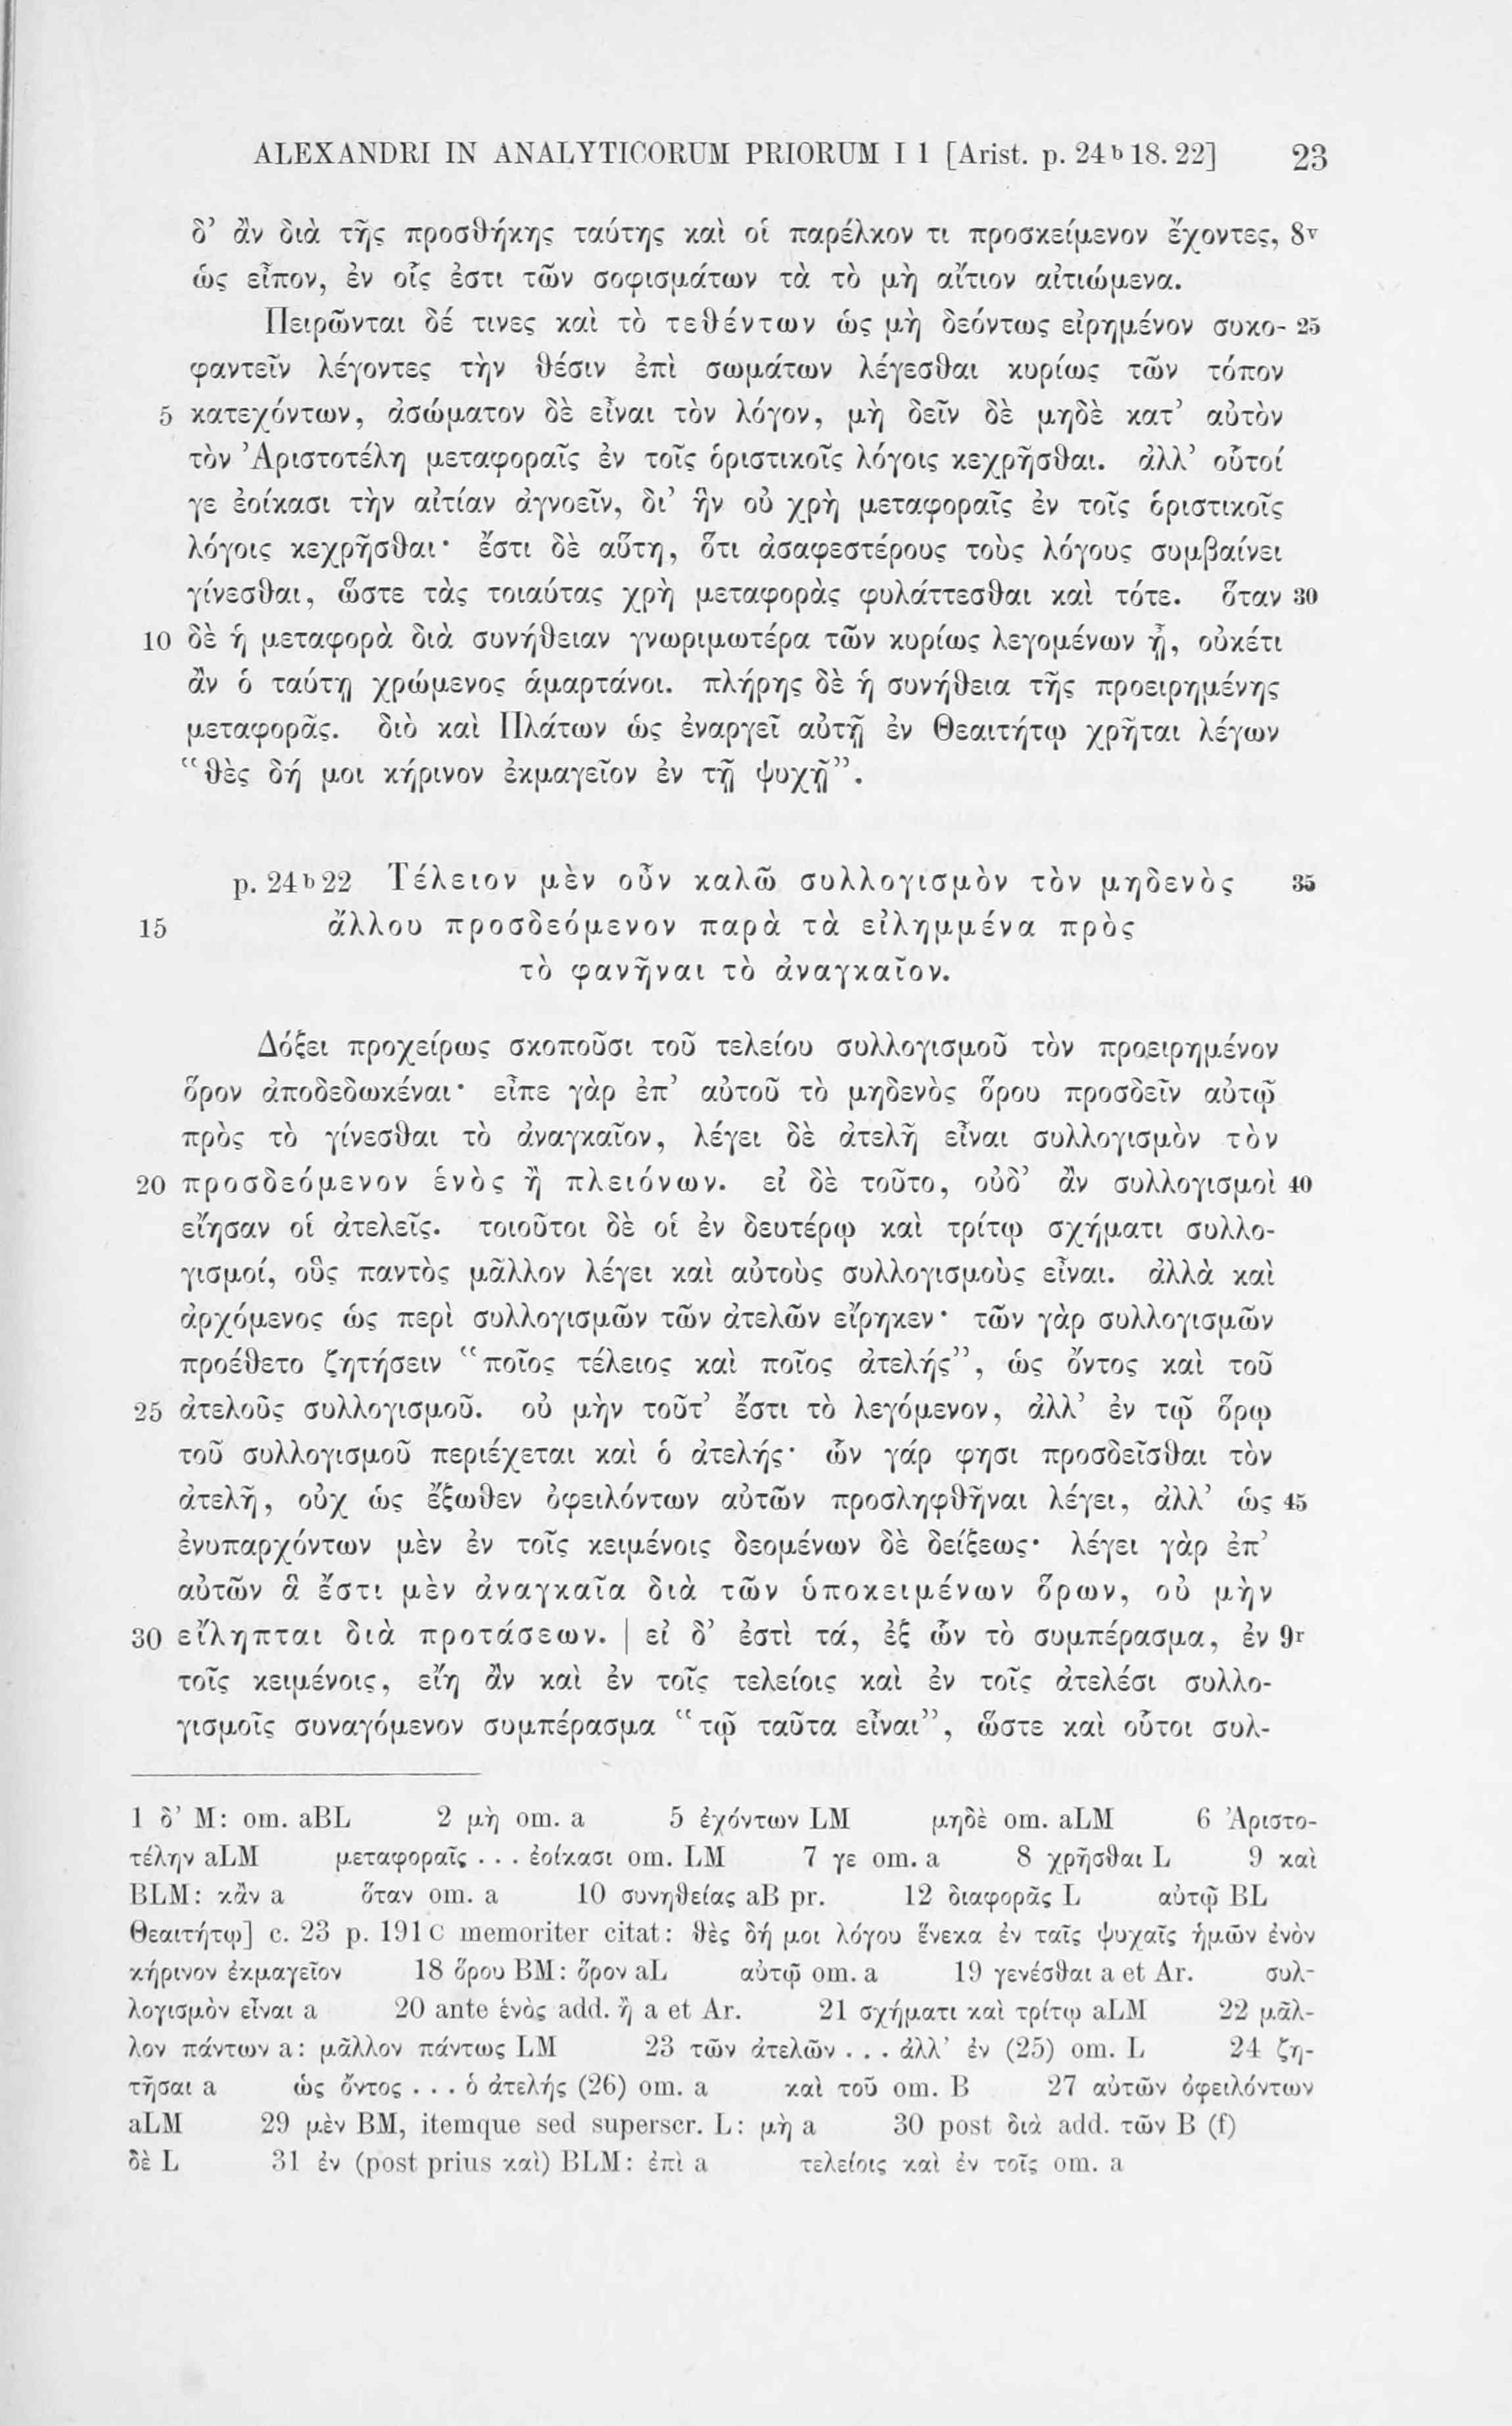 ALEXANDRI IN ANALYTICORUM PRIORUM I 1 [Arist. p. 24ᵇ18. 22] 23
δ’ ἂν διὰ τῆς προσθήκης ταύτης καὶ οἱ παρέλκον τι προσκείμενον ἔχοντες, 8ᵛ
ὡς εἶπον, ἐν οἷς ἐστι τῶν σοφισμάτων τὰ τὸ μὴ αἴτιον αἰτιώμενα.
Πειρῶνται δέ τινες καὶ τὸ τεθέντων ὡς μὴ δεόντως εἰρημένον συκο- 25
φαντεῖν λέγοντες τὴν θέσιν ἐπὶ σωμάτων λέγεσθαι κυρίως τῶν τόπον
5 κατεχόντων, ἀσώματον δὲ εἶναι τὸν λόγον, μὴ δεῖν δὲ μηδὲ κατ’ αὐτὸν
τὸν Ἀριστοτέλη μεταφοραῖς ἐν τοῖς ὁριστικοῖς λόγοις κεχρῆσθαι. ἀλλ’ οὗτοί
γε ἐοίκασι τὴν αἰτίαν ἀγνοεῖν, δι’ ἣν οὐ χρὴ μεταφοραῖς ἐν τοῖς ὁριστικοῖς
λόγοις κεχρῆσθαι· ἔστι δὲ αὕτη, ὅτι ἀσαφεστέρους τοὺς λόγους συμβαίνει
γίνεσθαι, ὥστε τὰς τοιαύτας χρὴ μεταφορὰς φυλάττεσθαι καὶ τότε. ὅταν 30
10 δὲ ἡ μεταφορὰ διὰ συνήθειαν γνωριμωτέρα τῶν κυρίως λεγομένων ᾖ, οὐκέτι
ἂν ὁ ταύτῃ χρώμενος ἁμαρτάνοι. πλήρης δὲ ἡ συνήθεια τῆς προειρημένης
μεταφορᾶς. διὸ καὶ Πλάτων ὡς ἐναργεῖ αὐτῇ ἐν Θεαιτήτῳ χρῆται λέγων
“θὲς δή μοι κήρινον ἐκμαγεῖον ἐν τῇ ψυχῇ”.
p. 24ᵇ22 Τέλειον μὲν οὖν καλῶ συλλογισμὸν τὸν μηδενὸς 35
15 ἄλλου προσδεόμενον παρὰ τὰ εἰλημμένα πρὸς
τὸ φανῆναι τὸ ἀναγκαῖον.
Δόξει προχείρως σκοποῦσι τοῦ τελείου συλλογισμοῦ τὸν προειρημένον
ὅρον ἀποδεδωκέναι· εἶπε γὰρ ἐπ’ αὐτοῦ τὸ μηδενὸς ὅρου προσδεῖν αὐτῷ
πρὸς τὸ γίνεσθαι τὸ ἀναγκαῖον, λέγει δὲ ἀτελῆ εἶναι συλλογισμὸν τὸν
20 προσδεόμενον ἑνὸς ἢ πλειόνων. εἰ δὲ τοῦτο, οὐδ’ ἂν συλλογισμοὶ 40
εἴησαν οἱ ἀτελεῖς. τοιοῦτοι δὲ οἱ ἐν δευτέρῳ καὶ τρίτῳ σχήματι συλλο-
γισμοί, οὓς παντὸς μᾶλλον λέγει καὶ αὐτοὺς συλλογισμοὺς εἶναι. ἀλλὰ καὶ
ἀρχόμενος ὡς περὶ συλλογισμῶν τῶν ἀτελῶν εἴρηκεν· τῶν γὰρ συλλογισμῶν
προέθετο ζητήσειν “ποῖος τέλειος καὶ ποῖος ἀτελής”, ὡς ὄντος καὶ τοῦ
25 ἀτελοῦς συλλογισμοῦ. οὐ μὴν τοῦτ’ ἔστι τὸ λεγόμενον, ἀλλ’ ἐν τῷ ὅρῳ
τοῦ συλλογισμοῦ περιέχεται καὶ ὁ ἀτελής· ὧν γάρ φησι προσδεῖσθαι τὸν
ἀτελῆ, οὐχ ὡς ἔξωθεν ὀφειλόντων αὐτῶν προσληφθῆναι λέγει, ἀλλ’ ὡς 45
ἐνυπαρχόντων μὲν ἐν τοῖς κειμένοις δεομένων δὲ δείξεως· λέγει γὰρ ἐπ’
αὐτῶν ἃ ἔστι μὲν ἀναγκαῖα διὰ τῶν ὑποκειμένων ὅρων, οὐ μὴν
30 εἴληπται διὰ προτάσεων. | εἰ δ’ ἐστὶ τά, ἐξ ὧν τὸ συμπέρασμα, ἐν 9ʳ
τοῖς κειμένοις, εἴη ἂν καὶ ἐν τοῖς τελείοις καὶ ἐν τοῖς ἀτελέσι συλλο-
γισμοῖς συναγόμενον συμπέρασμα “τῷ ταῦτα εἶναι”, ὥστε καὶ οὗτοι συλ-
1 δ’ M: om. aBL 2 μὴ om. a 5 ἐχόντων LM μηδὲ om. aLM 6 Ἀριστο-
τέλην aLM μεταφοραῖς . . . ἐοίκασι om. LM 7 γε om. a 8 χρῆσθαι L 9 καὶ
BLM: κἂν a ὅταν om. a 10 συνηθείας aB pr. 12 διαφορᾶς L αὐτῷ BL
Θεαιτήτῳ] c. 23 p. 191 C memoriter citat: θὲς δή μοι λόγου ἕνεκα ἐν ταῖς ψυχαῖς ἡμῶν ἐνὸν
κήρινον ἐκμαγεῖον 18 ὅρου BM: ὅρον aL αὐτῷ om. a 19 γενέσθαι a et Ar. συλ-
λογισμὸν εἶναι a 20 ante ἑνὸς add. ἢ a et Ar. 21 σχήματι καὶ τρίτῳ aLM 22 μᾶλ-
λον πάντων a: μᾶλλον πάντως LM 23 τῶν ἀτελῶν . . . ἀλλ’ ἐν (25) om. L 24 ζη-
τῆσαι a ὡς ὄντος . . . ὁ ἀτελής (26) om. a καὶ τοῦ om. B 27 αὐτῶν ὀφειλόντων
aLM 29 μὲν BM, itemque sed superscr. L: μὴ a 30 post διὰ add. τῶν B (f)
δὲ L 31 ἐν (post prius καὶ) BLM: ἐπὶ a τελείοις καὶ ἐν τοῖς om. a